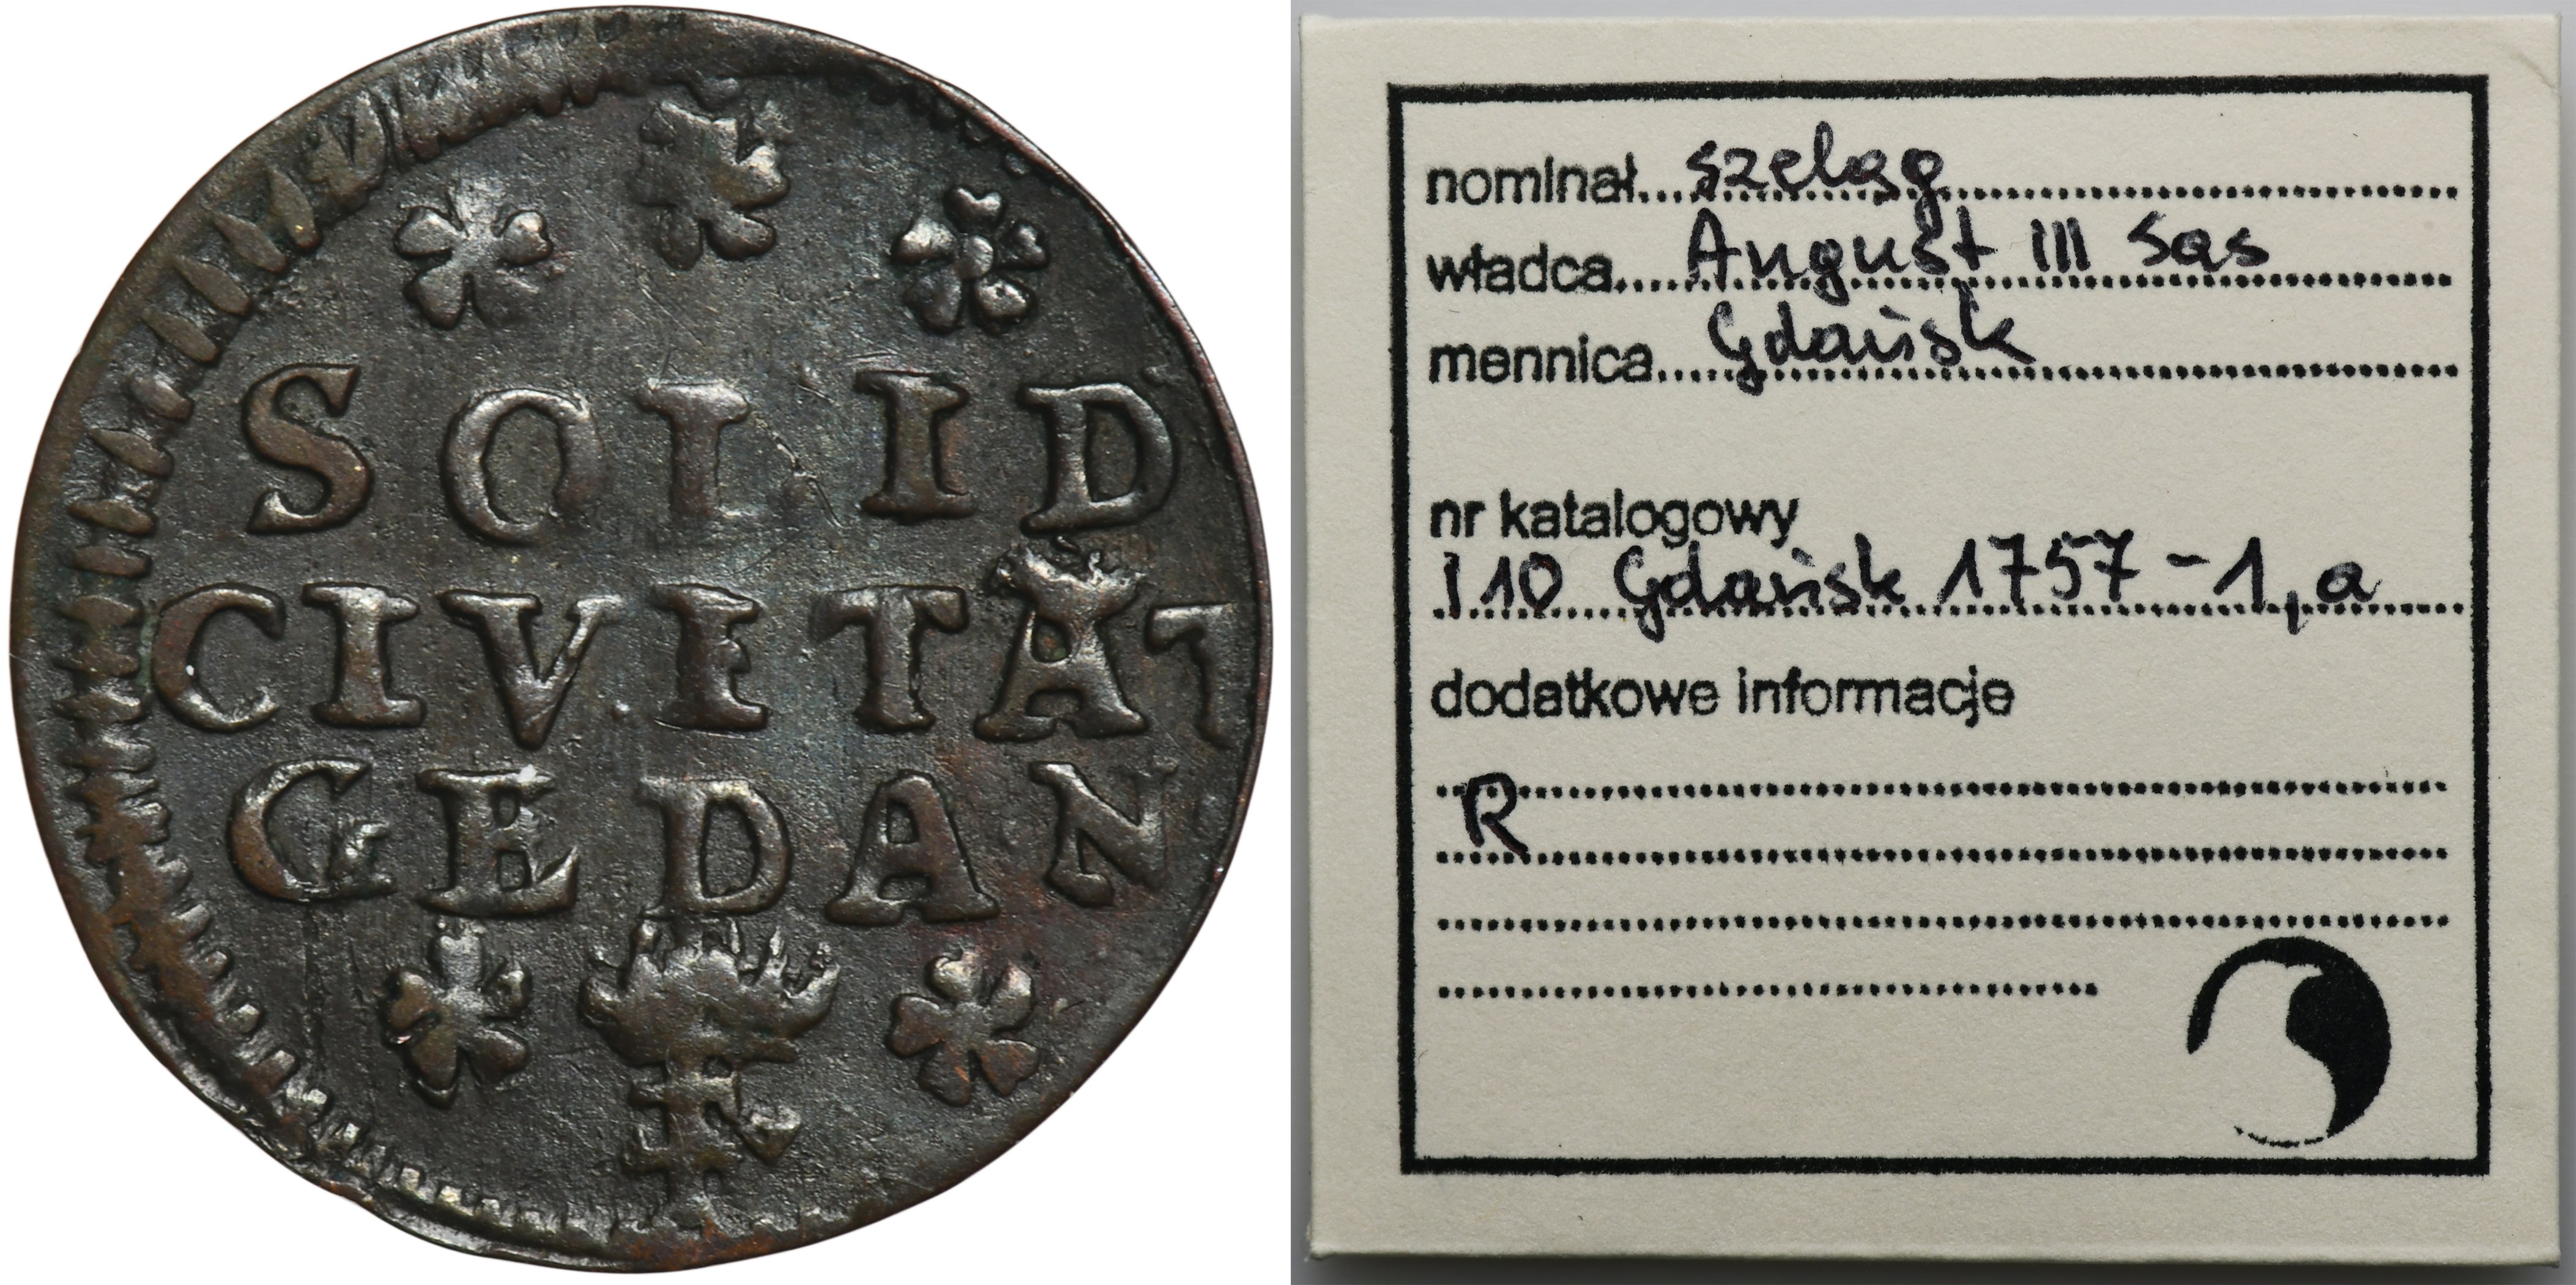 SOLID
CIVITAT
GEDAN
nominał szeląg
władca August III Sas
mennica Gdańsk
nr katalogowy
I 10 Gdańsk 1757-1,a
dodatkowe informacje
R